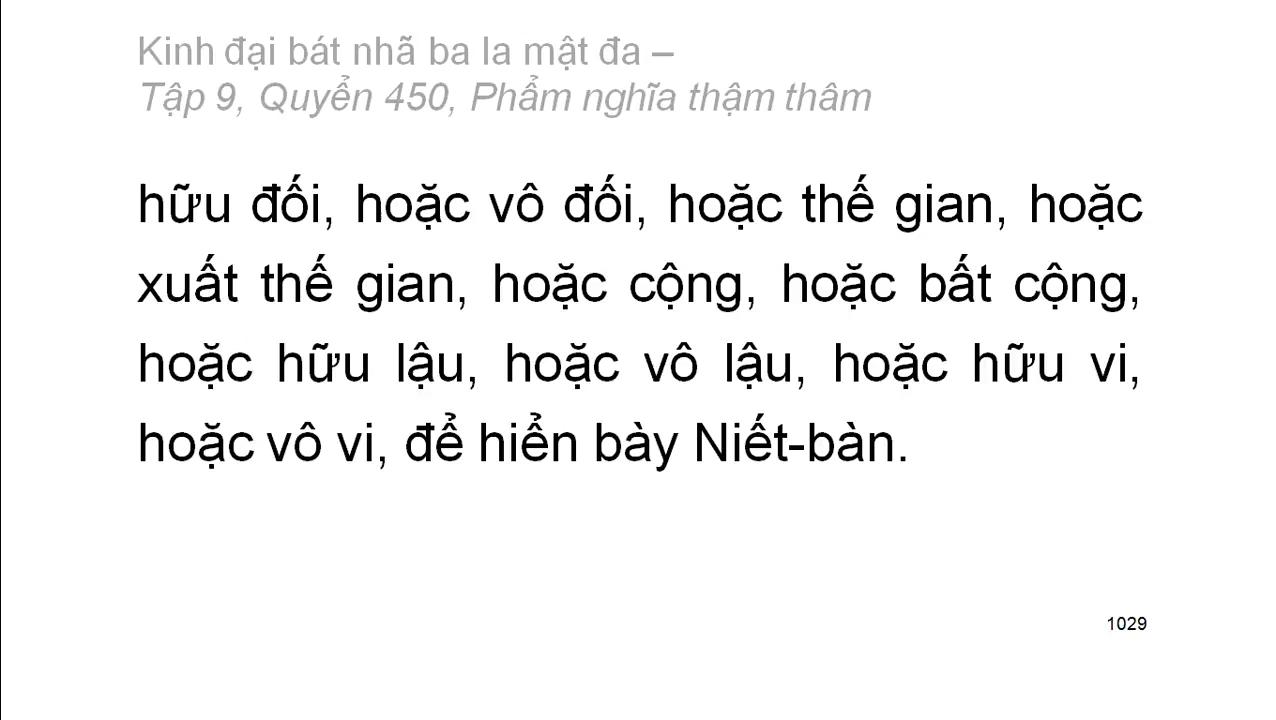 Kinh đại bát nhã ba la mật đa –
Tập 9, Quyển 450, Phẩm nghĩa thậm thâm
hữu đối, hoặc vô đối, hoặc thế gian, hoặc
xuất thế gian, hoặc cộng, hoặc bất cộng,
hoặc hữu lậu, hoặc vô lậu, hoặc hữu vi,
hoặc vô vi, để hiển bày Niết-bàn.
1029